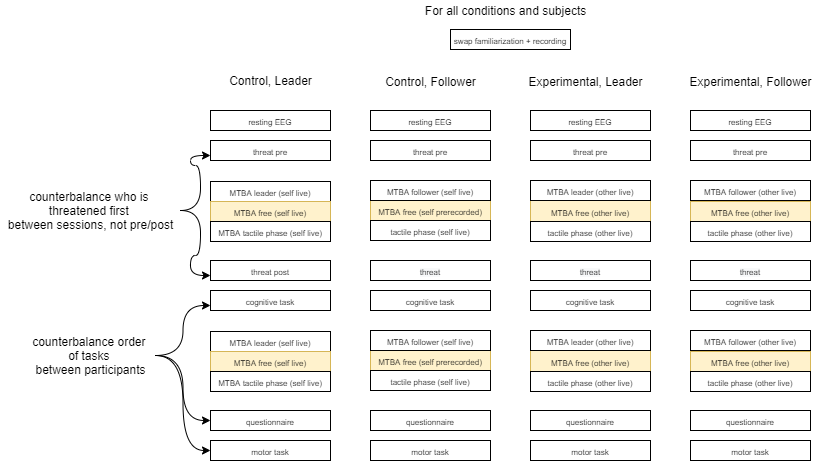 For all conditions and subjects
swap familiarization + recording
Control, Leader
Control, Follower
Experimental, Leader
Experimental, Follower
resting EEG
resting EEG
resting EEG
resting EEG
threat pre
threat pre
threat pre
threat pre
counterbalance who is
threatened first
between sessions, not pre/post
MTBA leader (self live)
MTBA follower (self live)
MTBA leader (other live)
MTBA follower (other live)
MTBA free (self live)
MTBA free (self prerecorded)
MTBA free (other live)
MTBA free (other live)
MTBA tactile phase (self live)
tactile phase (self live)
tactile phase (other live)
tactile phase (other live)
threat post
threat
threat
threat
cognitive task
cognitive task
cognitive task
cognitive task
counterbalance order
of tasks
between participants
MTBA leader (self live)
MTBA follower (self live)
MTBA leader (other live)
MTBA follower (other live)
MTBA free (self live)
MTBA free (self prerecorded)
MTBA free (other live)
MTBA free (other live)
MTBA tactile phase (self live)
tactile phase (self live)
tactile phase (other live)
tactile phase (other live)
questionnaire
questionnaire
questionnaire
questionnaire
motor task
motor task
motor task
motor task